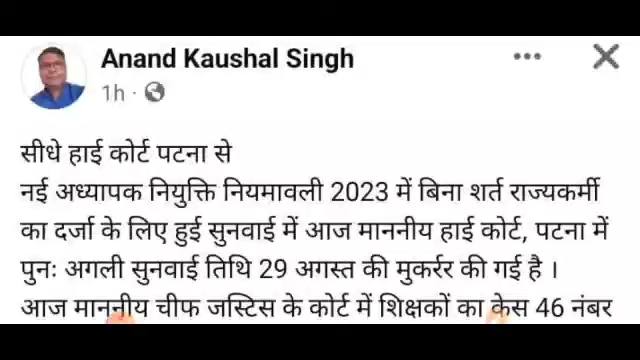 Anand Kaushal Singh
1h
सीधे हाई कोर्ट पटना से
नई अध्यापक नियुक्ति नियमावली 2023 में बिना शर्त राज्यकर्मी
का दर्जा के लिए हुई सुनवाई में आज माननीय हाई कोर्ट, पटना में
पुनः अगली सुनवाई तिथि 29 अगस्त की मुकर्रर की गई है ।
आज माननीय चीफ जस्टिस के कोर्ट में शिक्षकों का केस 46 नंबर